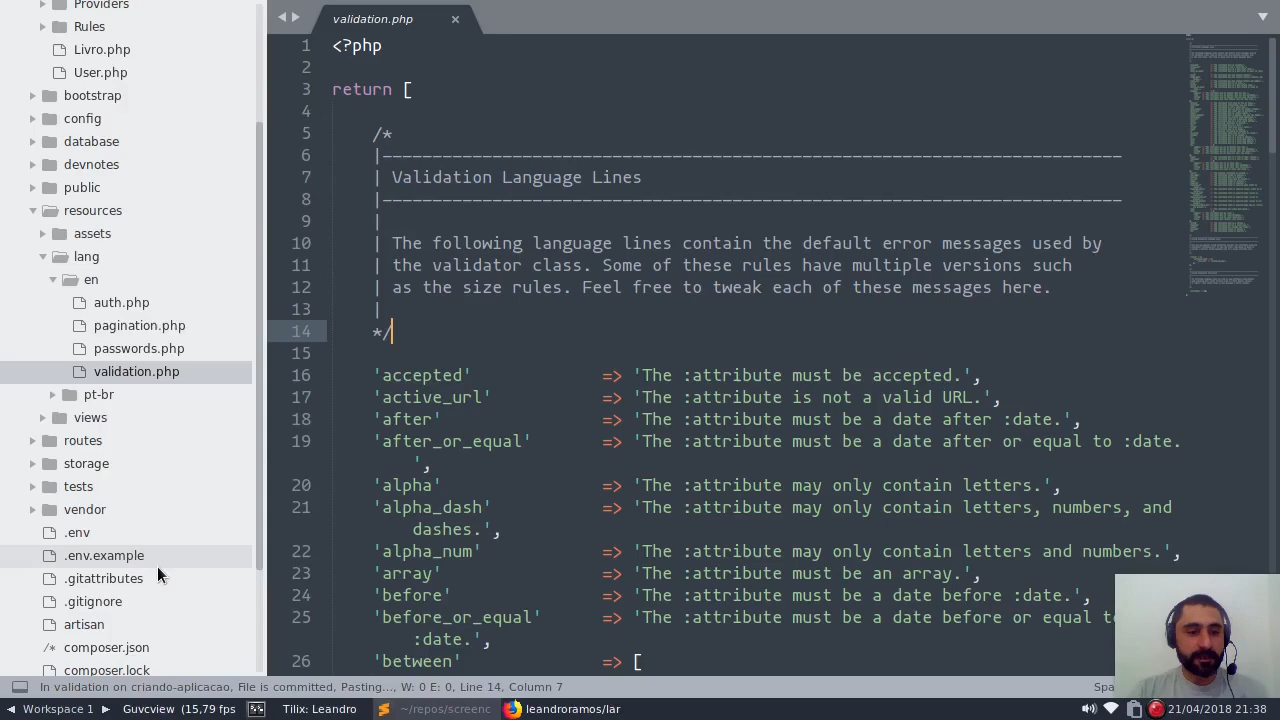 Providers
Rules
Livro.php
User.php
bootstrap
config
database
devnotes
public
resources
assets
lang
en
auth.php
pagination.php
passwords.php
validation.php
pt-br
views
routes
storage
tests
vendor
.env
.env.example
.gitattributes
.gitignore
artisan
/* composer.json
composer.lock
validation.php ×
1 <?php
2
3 return [
4
5 /*
6 |--------------------------------------------------------------------------
7 | Validation Language Lines
8 |--------------------------------------------------------------------------
9 |
10 | The following language lines contain the default error messages used by
11 | the validator class. Some of these rules have multiple versions such
12 | as the size rules. Feel free to tweak each of these messages here.
13 |
14 */
15
16 'accepted' => 'The :attribute must be accepted.',
17 'active_url' => 'The :attribute is not a valid URL.',
18 'after' => 'The :attribute must be a date after :date.',
19 'after_or_equal' => 'The :attribute must be a date after or equal to :date.
',
20 'alpha' => 'The :attribute may only contain letters.',
21 'alpha_dash' => 'The :attribute may only contain letters, numbers, and
dashes.',
22 'alpha_num' => 'The :attribute may only contain letters and numbers.',
23 'array' => 'The :attribute must be an array.',
24 'before' => 'The :attribute must be a date before :date.',
25 'before_or_equal' => 'The :attribute must be a date before or equal to
:date.',
26 'between' => [
In validation on criando-aplicacao, File is committed, Pasting..., W: 0 E: 0, Line 14, Column 7
Spa
Workspace 1 Guvcview (15,79 fps Tilix: Leandro ~/repos/screenc leandroramos/lar 21/04/2018 21:38